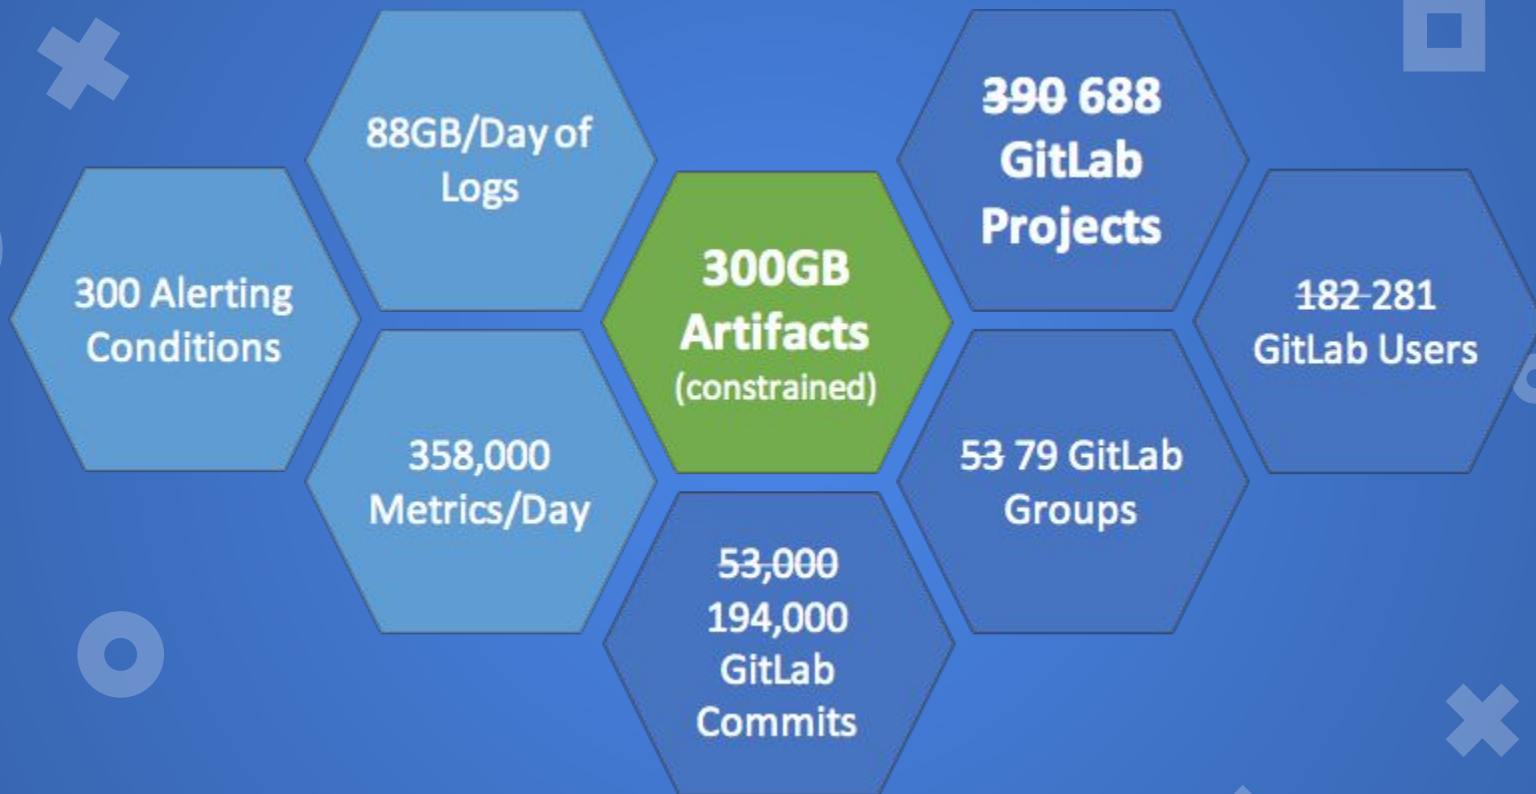 88GB/Day of
Logs
300 Alerting
Conditions
358,000
Metrics/Day
300GB
Artifacts
(constrained)
53,000
194,000
GitLab
Commits
390 688
GitLab
Projects
53 79 GitLab
Groups
182 281
GitLab Users